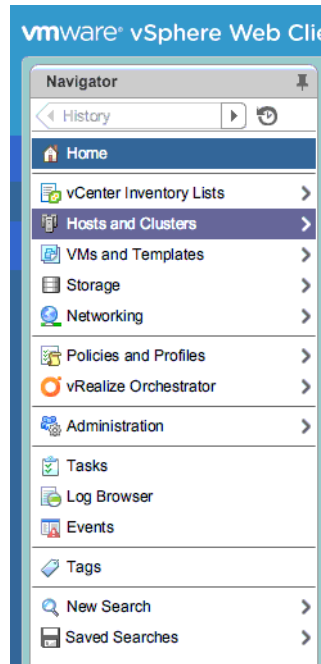 vmware® vSphere Web Clie
Navigator
History
Home
vCenter Inventory Lists
Hosts and Clusters
VMs and Templates
Storage
Networking
Policies and Profiles
vRealize Orchestrator
Administration
Tasks
Log Browser
Events
Tags
New Search
Saved Searches